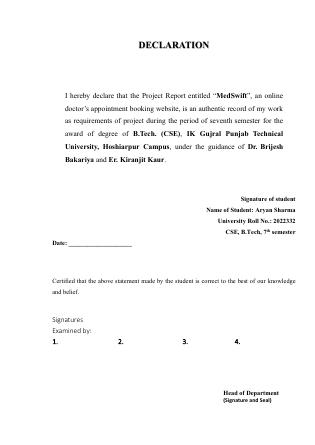 DECLARATION
I hereby declare that the Project Report entitled “MedSwift”, an online
doctor’s appointment booking website, is an authentic record of my work
as requirements of project during the period of seventh semester for the
award of degree of B.Tech. (CSE), IK Gujral Punjab Technical
University, Hoshiarpur Campus, under the guidance of Dr. Brijesh
Bakariya and Er. Kiranjit Kaur.
Signature of student
Name of Student: Aryan Sharma
University Roll No.: 2022332
CSE, B.Tech, 7th semester
Date: ____________________
Certified that the above statement made by the student is correct to the best of our knowledge
and belief.
Signatures
Examined by:
1. 2. 3. 4.
Head of Department
(Signature and Seal)